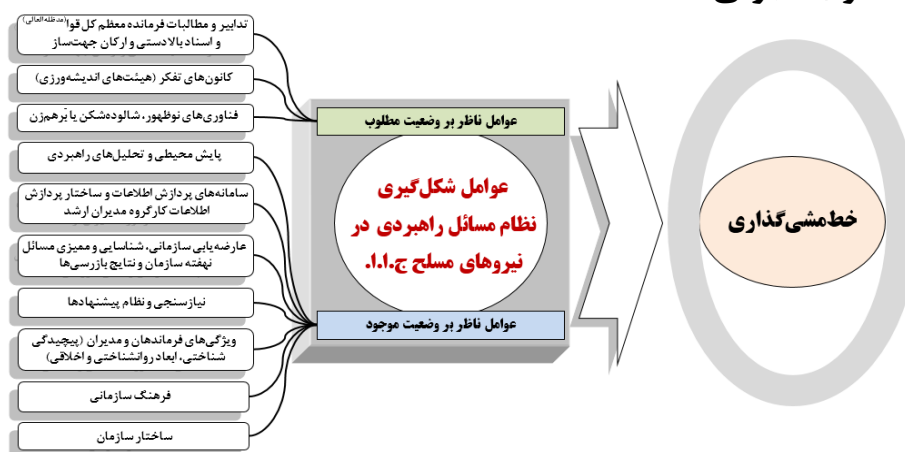 تدابیر و مطالبات فرمانده معظم کل قوا (مدظله‌العالی)
و اسناد بالادستی و ارکان جهت‌ساز
کانون‌های تفکر (هیئت‌های اندیشه‌ورزی)
فناوری‌های نوظهور، شالوده‌شکن یا بَرهم‌زن
پایش محیطی و تحلیل‌های راهبردی
سامانه‌های پردازش اطلاعات و ساختار پردازش
اطلاعات کارگروه مدیران ارشد
عارضه‌یابی سازمانی، شناسایی و ممیزی مسائل
نهفته سازمان و نتایج بازرسی‌ها
نیازسنجی و نظام پیشنهادها
ویژگی‌های فرماندهان و مدیران (پیچیدگی
شناختی، ابعاد روانشناختی و اخلاقی)
فرهنگ سازمانی
ساختار سازمان
عوامل ناظر بر وضعیت مطلوب
عوامل شکل‌گیری
نظام مسائل راهبردی در
نیروهای مسلح ج.ا.ا.
عوامل ناظر بر وضعیت موجود
خط‌مشی‌گذاری